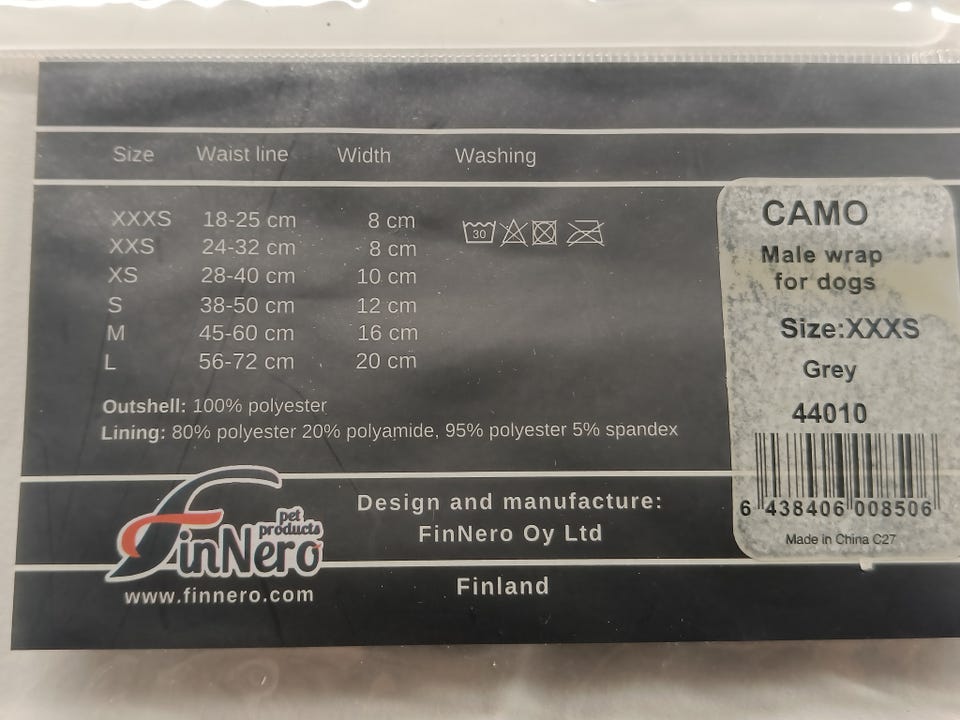 Size Waist line Width Washing
XXXS 18-25 cm 8 cm
XXS 24-32 cm 8 cm
XS 28-40 cm 10 cm
S 38-50 cm 12 cm
M 45-60 cm 16 cm
L 56-72 cm 20 cm
30
Outshell: 100% polyester
Lining: 80% polyester 20% polyamide, 95% polyester 5% spandex
FinNero
pet
products
www.finnero.com
Design and manufacture:
FinNero Oy Ltd
Finland
CAMO
Male wrap
for dogs
Size:XXXS
Grey
44010
6 438406 008506
Made in China C27